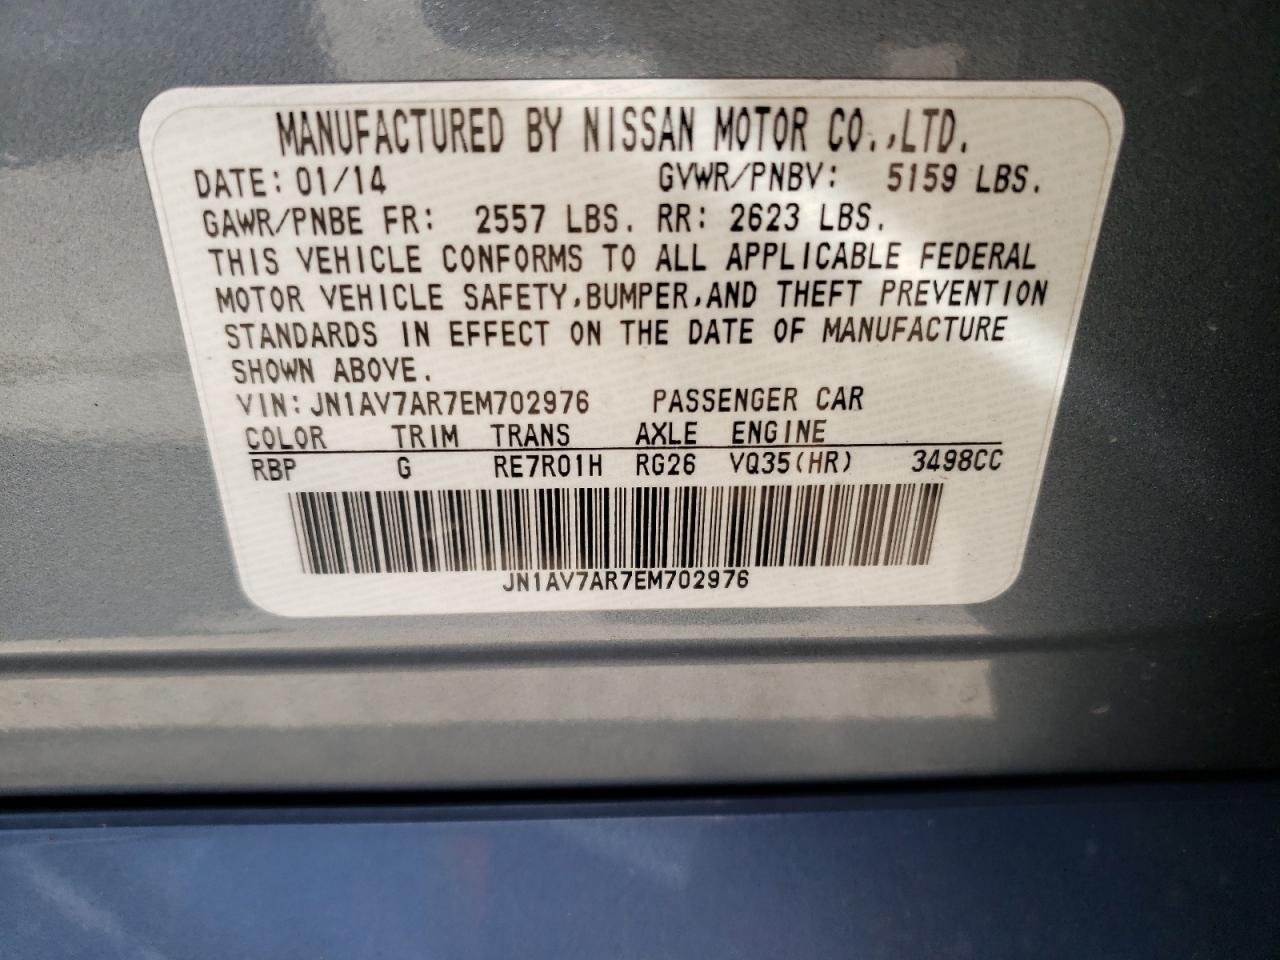 MANUFACTURED BY NISSAN MOTOR CO.,LTD.
DATE: 01/14 GVWR/PNBV: 5159 LBS.
GAWR/PNBE FR: 2557 LBS. RR: 2623 LBS.
THIS VEHICLE CONFORMS TO ALL APPLICABLE FEDERAL
MOTOR VEHICLE SAFETY,BUMPER,AND THEFT PREVENTION
STANDARDS IN EFFECT ON THE DATE OF MANUFACTURE
SHOWN ABOVE.
VIN: JN1AV7AR7EM702976 PASSENGER CAR
COLOR TRIM TRANS AXLE ENGINE
RBP G RE7R01H RG26 VQ35(HR) 3498CC
JN1AV7AR7EM702976